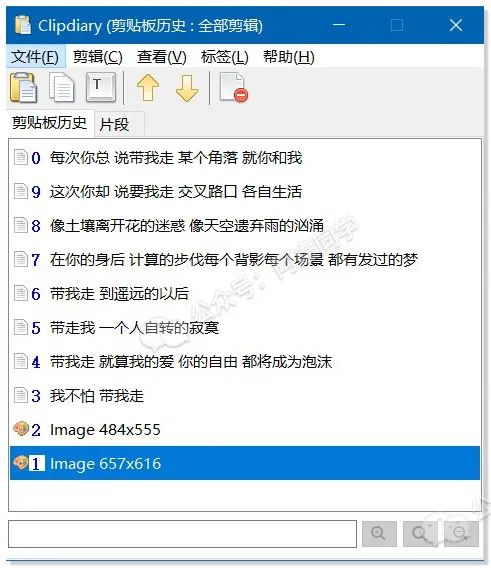 Clipdiary (剪贴板历史 : 全部剪辑)
文件(F) 剪辑(C) 查看(V) 标签(L) 帮助(H)
T
剪贴板历史 片段
0 每次你总 说带我走 某个角落 就你和我
9 这次你却 说要我走 交叉路口 各自生活
8 像土壤离开花的迷惑 像天空遗弃雨的汹涌
7 在你的身后 计算的步伐每个背影每个场景 都有发过的梦
6 带我走 到遥远的以后
5 带走我 一个人自转的寂寞
4 带我走 就算我的爱 你的自由 都将成为泡沫
3 我不怕 带我走
2 Image 484x555
1 Image 657x616